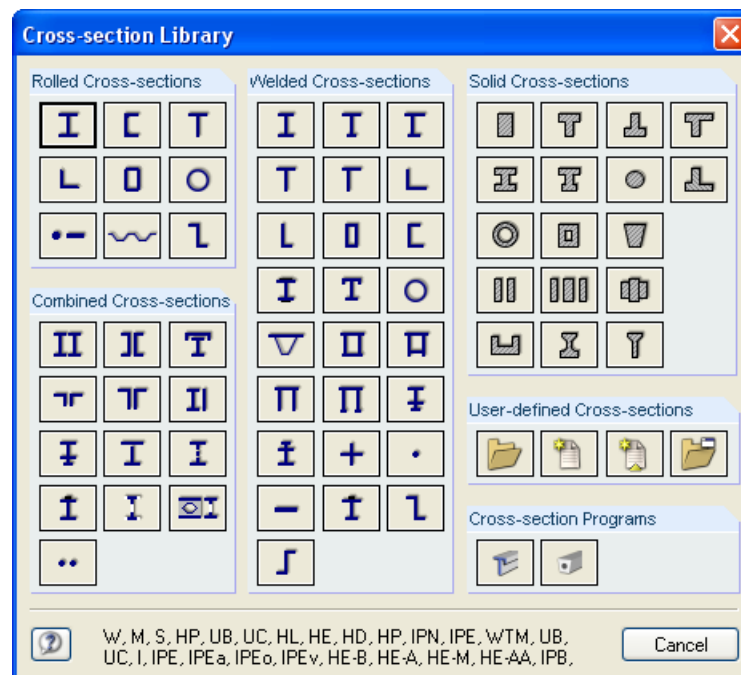 Cross-section Library
Rolled Cross-sections
Welded Cross-sections
Solid Cross-sections
Combined Cross-sections
User-defined Cross-sections
Cross-section Programs
W, M, S, HP, UB, UC, HL, HE, HD, HP, IPN, IPE, WTM, UB,
UC, I, IPE, IPEa, IPEo, IPEv, HE-B, HE-A, HE-M, HE-AA, IPB,
Cancel